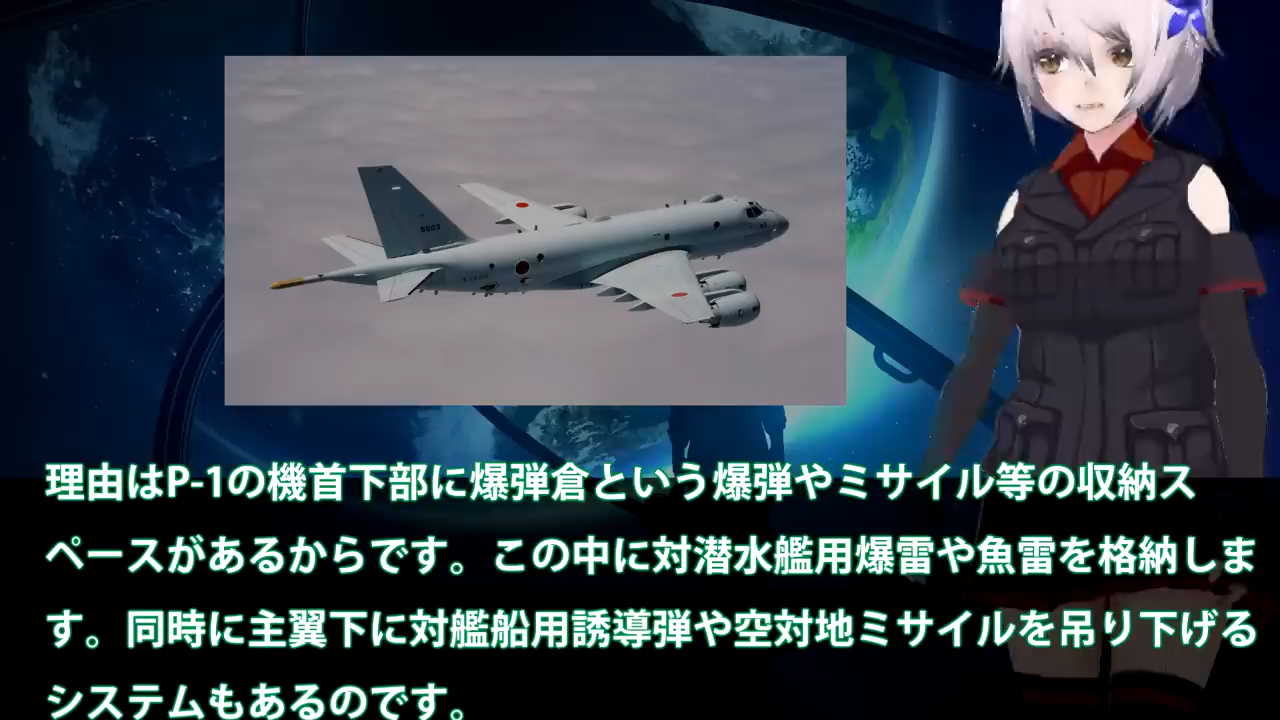 5503
理由はP-1の機首下部に爆弾倉という爆弾やミサイル等の収納ス
ペースがあるからです。この中に対潜水艦用爆雷や魚雷を格納しま
す。同時に主翼下に対艦船用誘導弾や空対地ミサイルを吊り下げる
システムもあるのです。